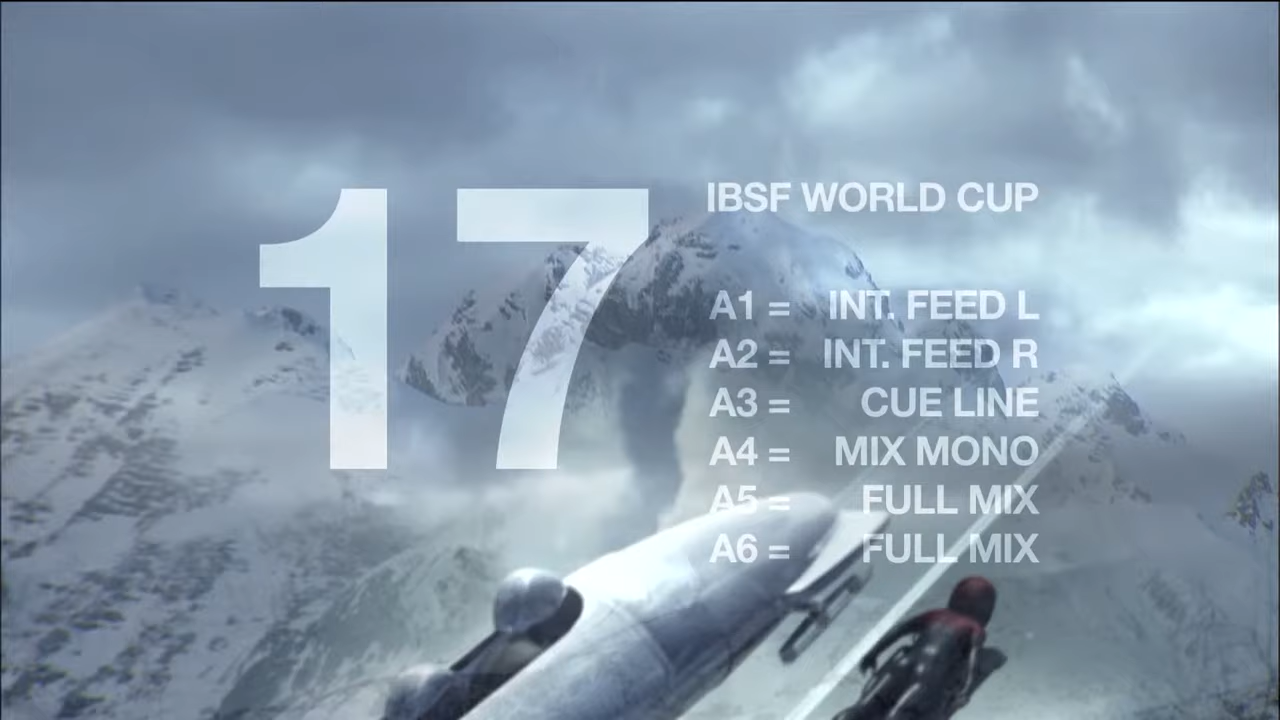 17
IBSF WORLD CUP
A1 = INT. FEED L
A2 = INT. FEED R
A3 = CUE LINE
A4 = MIX MONO
A5 = FULL MIX
A6 = FULL MIX